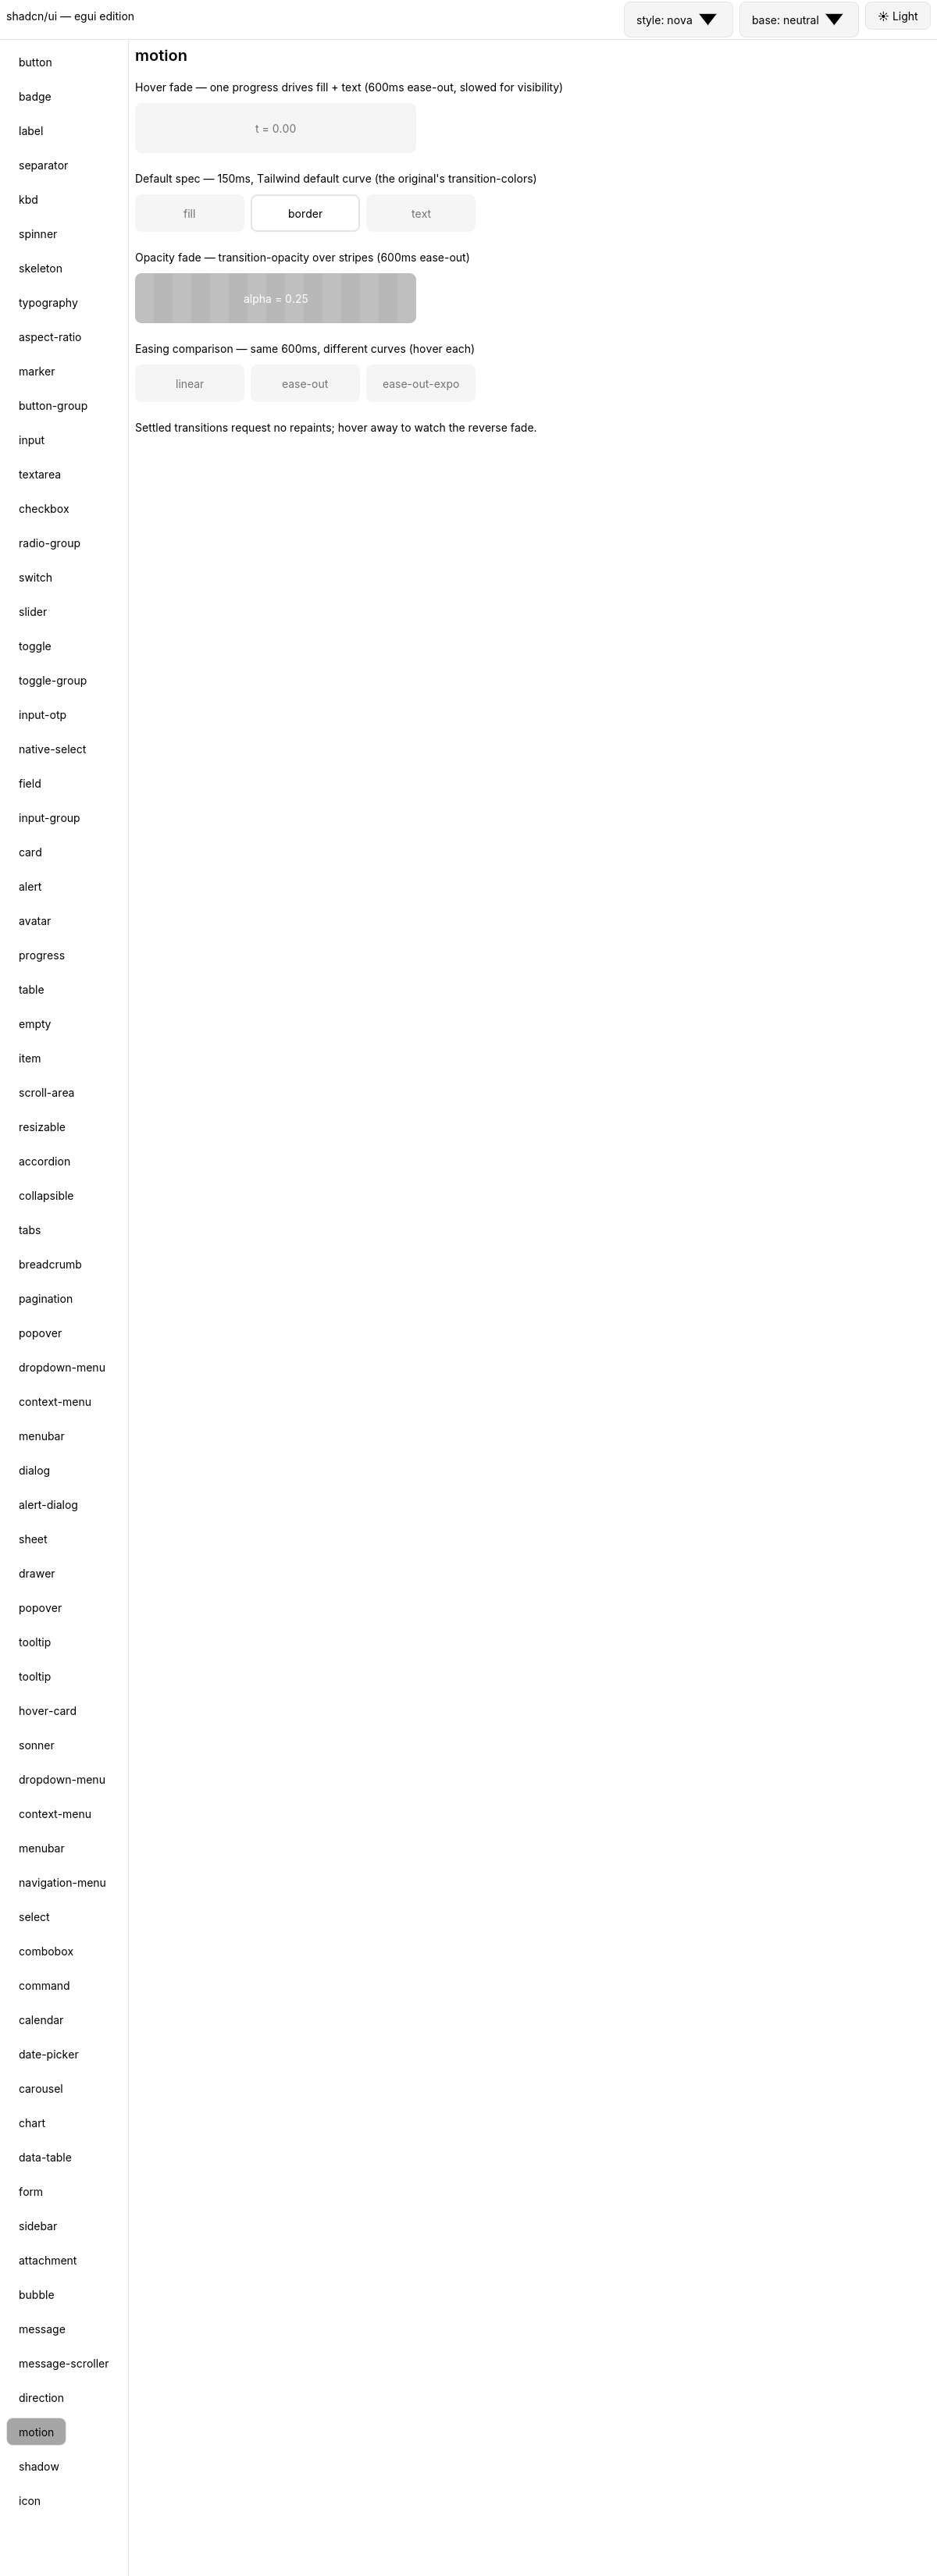 shadcn/ui — egui edition
style: nova
base: neutral
☀ Light
button
badge
label
separator
kbd
spinner
skeleton
typography
aspect-ratio
marker
button-group
input
textarea
checkbox
radio-group
switch
slider
toggle
toggle-group
input-otp
native-select
field
input-group
card
alert
avatar
progress
table
empty
item
scroll-area
resizable
accordion
collapsible
tabs
breadcrumb
pagination
popover
dropdown-menu
context-menu
menubar
dialog
alert-dialog
sheet
drawer
popover
tooltip
tooltip
hover-card
sonner
dropdown-menu
context-menu
menubar
navigation-menu
select
combobox
command
calendar
date-picker
carousel
chart
data-table
form
sidebar
attachment
bubble
message
message-scroller
direction
motion
shadow
icon
motion
Hover fade — one progress drives fill + text (600ms ease-out, slowed for visibility)
t = 0.00
Default spec — 150ms, Tailwind default curve (the original's transition-colors)
fill
border
text
Opacity fade — transition-opacity over stripes (600ms ease-out)
alpha = 0.25
Easing comparison — same 600ms, different curves (hover each)
linear
ease-out
ease-out-expo
Settled transitions request no repaints; hover away to watch the reverse fade.